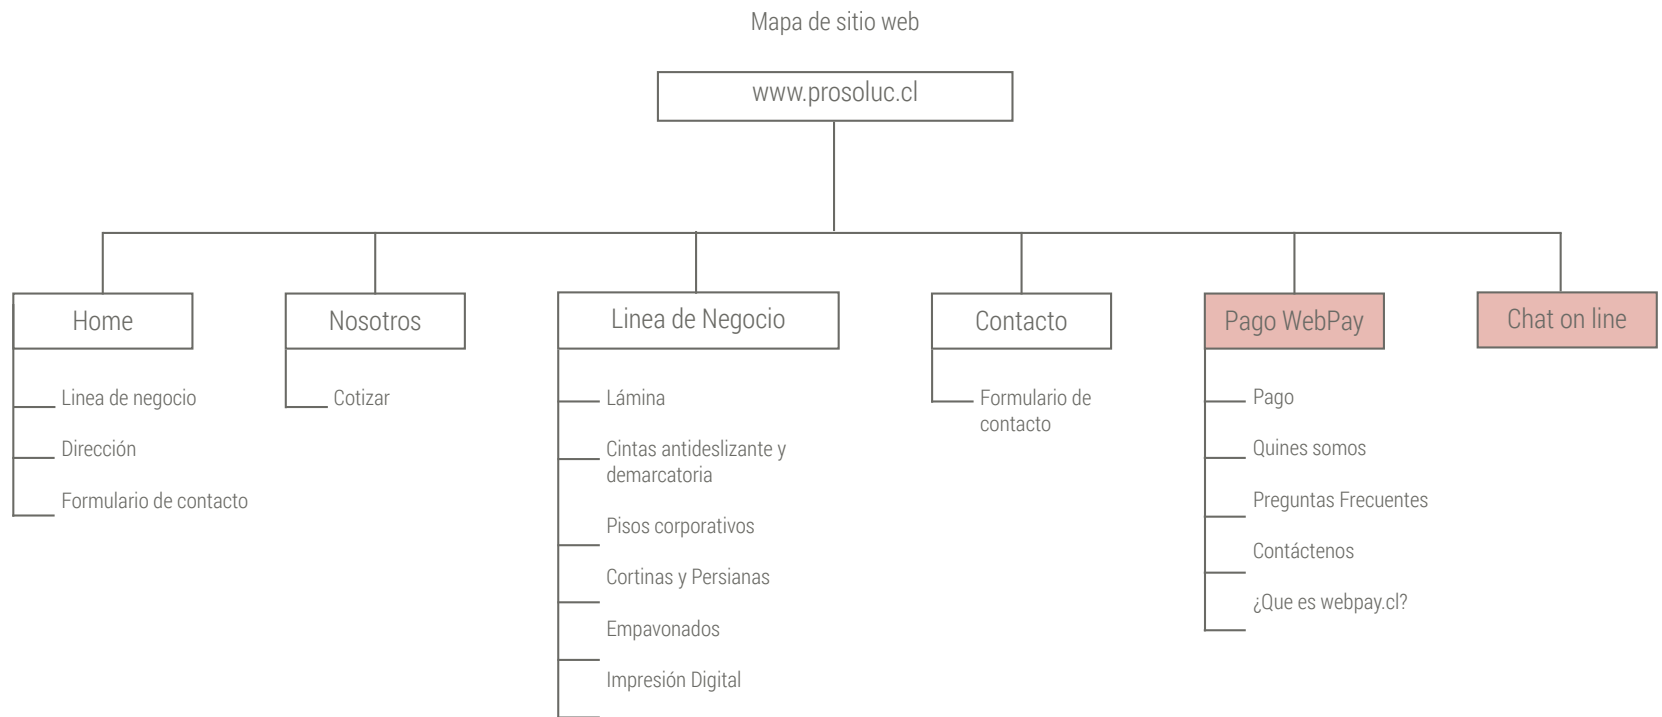 Mapa de sitio web
www.prosoluc.cl
Home
Nosotros
Linea de Negocio
Contacto
Pago WebPay
Chat on line
Linea de negocio
Dirección
Formulario de contacto
Cotizar
Lámina
Cintas antideslizante y
demarcatoria
Pisos corporativos
Cortinas y Persianas
Empavonados
Impresión Digital
Formulario de
contacto
Pago
Quines somos
Preguntas Frecuentes
Contáctenos
¿Que es webpay.cl?